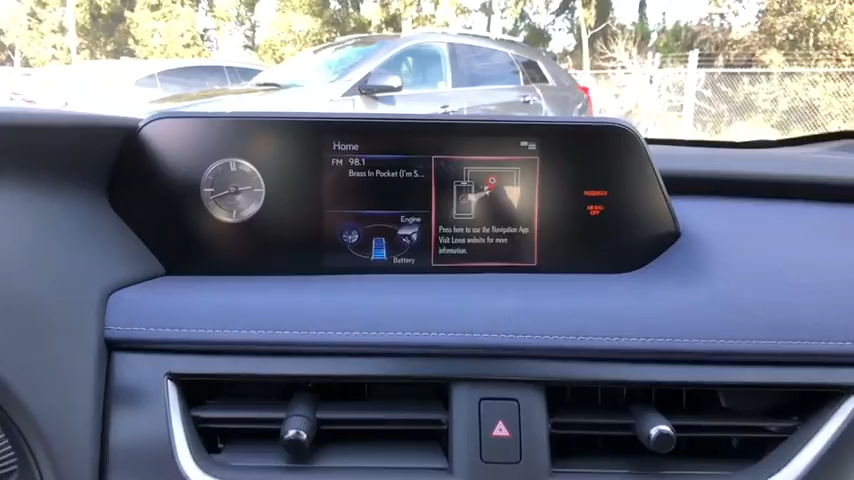 Home
FM 98.1
Brass In Pocket (I'm S...
Engine
Battery
Press here to use the Navigation App.
Visit Lexus website for more
information.
PASSENGER
AIR BAG
OFF